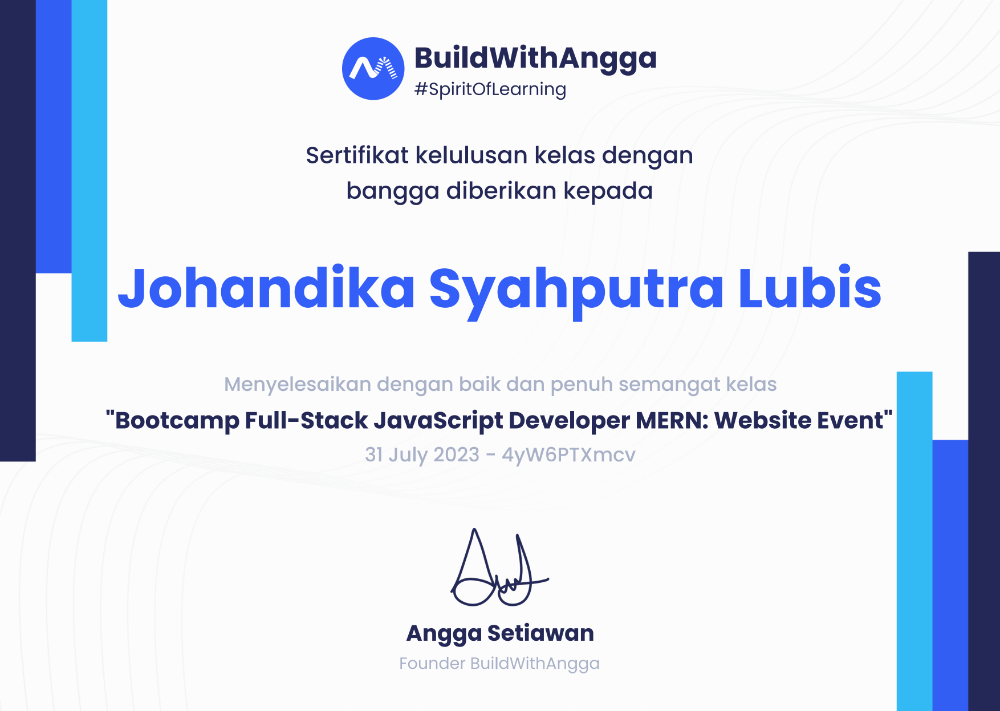 BuildWithAngga
#SpiritOfLearning
Sertifikat kelulusan kelas dengan
bangga diberikan kepada
Johandika Syahputra Lubis
Menyelesaikan dengan baik dan penuh semangat kelas
"Bootcamp Full-Stack JavaScript Developer MERN: Website Event"
31 July 2023 - 4yW6PTXmcv
Angga Setiawan
Founder BuildWithAngga